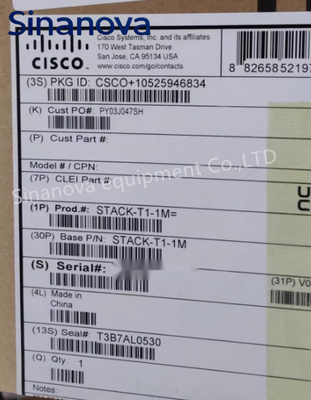 Sinanova
CISCO
Cisco Systems, Inc. and its affiliates
170 West Tasman Drive
San Jose, CA 95134
www.cisco.com/go/contacts
8 82658 52197
(3S) PKG ID: CSCO+10525946834
(K) Cust PO#: PY03J047SH
(P) Cust Part#:
Model # / CPN:
Sinanova equipment Co.,LTD
(7P) CLEI Part #:
(1P) Prod.#: STACK-T1-1M=
(30P) Base P/N: STACK-T1-1M
(S) Serial#:
(31P) V0
(4L) Made in
China
(13S) Seal# T3B7AL0530
(Q) Qty 1
Notes: